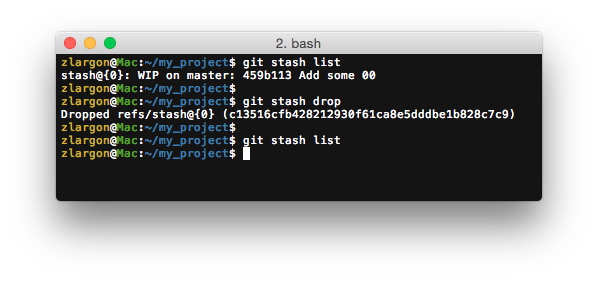 2. bash
zlargon@Mac:~/my_project$ git stash list
stash@{0}: WIP on master: 459b113 Add some 00
zlargon@Mac:~/my_project$
zlargon@Mac:~/my_project$ git stash drop
Dropped refs/stash@{0} (c13516cfb428212930f61ca8e5dddbe1b828c7c9)
zlargon@Mac:~/my_project$
zlargon@Mac:~/my_project$ git stash list
zlargon@Mac:~/my_project$